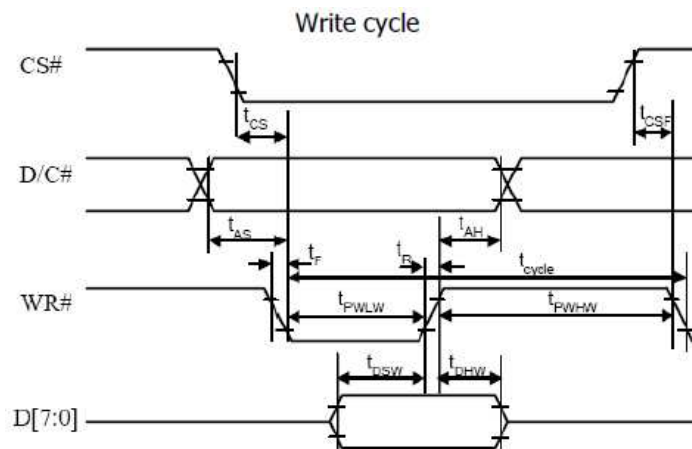 Write cycle
CS#
tCS
tCSF
D/C#
tAS
tAH
tF
tR
tcycle
WR#
tPWLW
tPWHW
tDSW
tDHW
D[7:0]